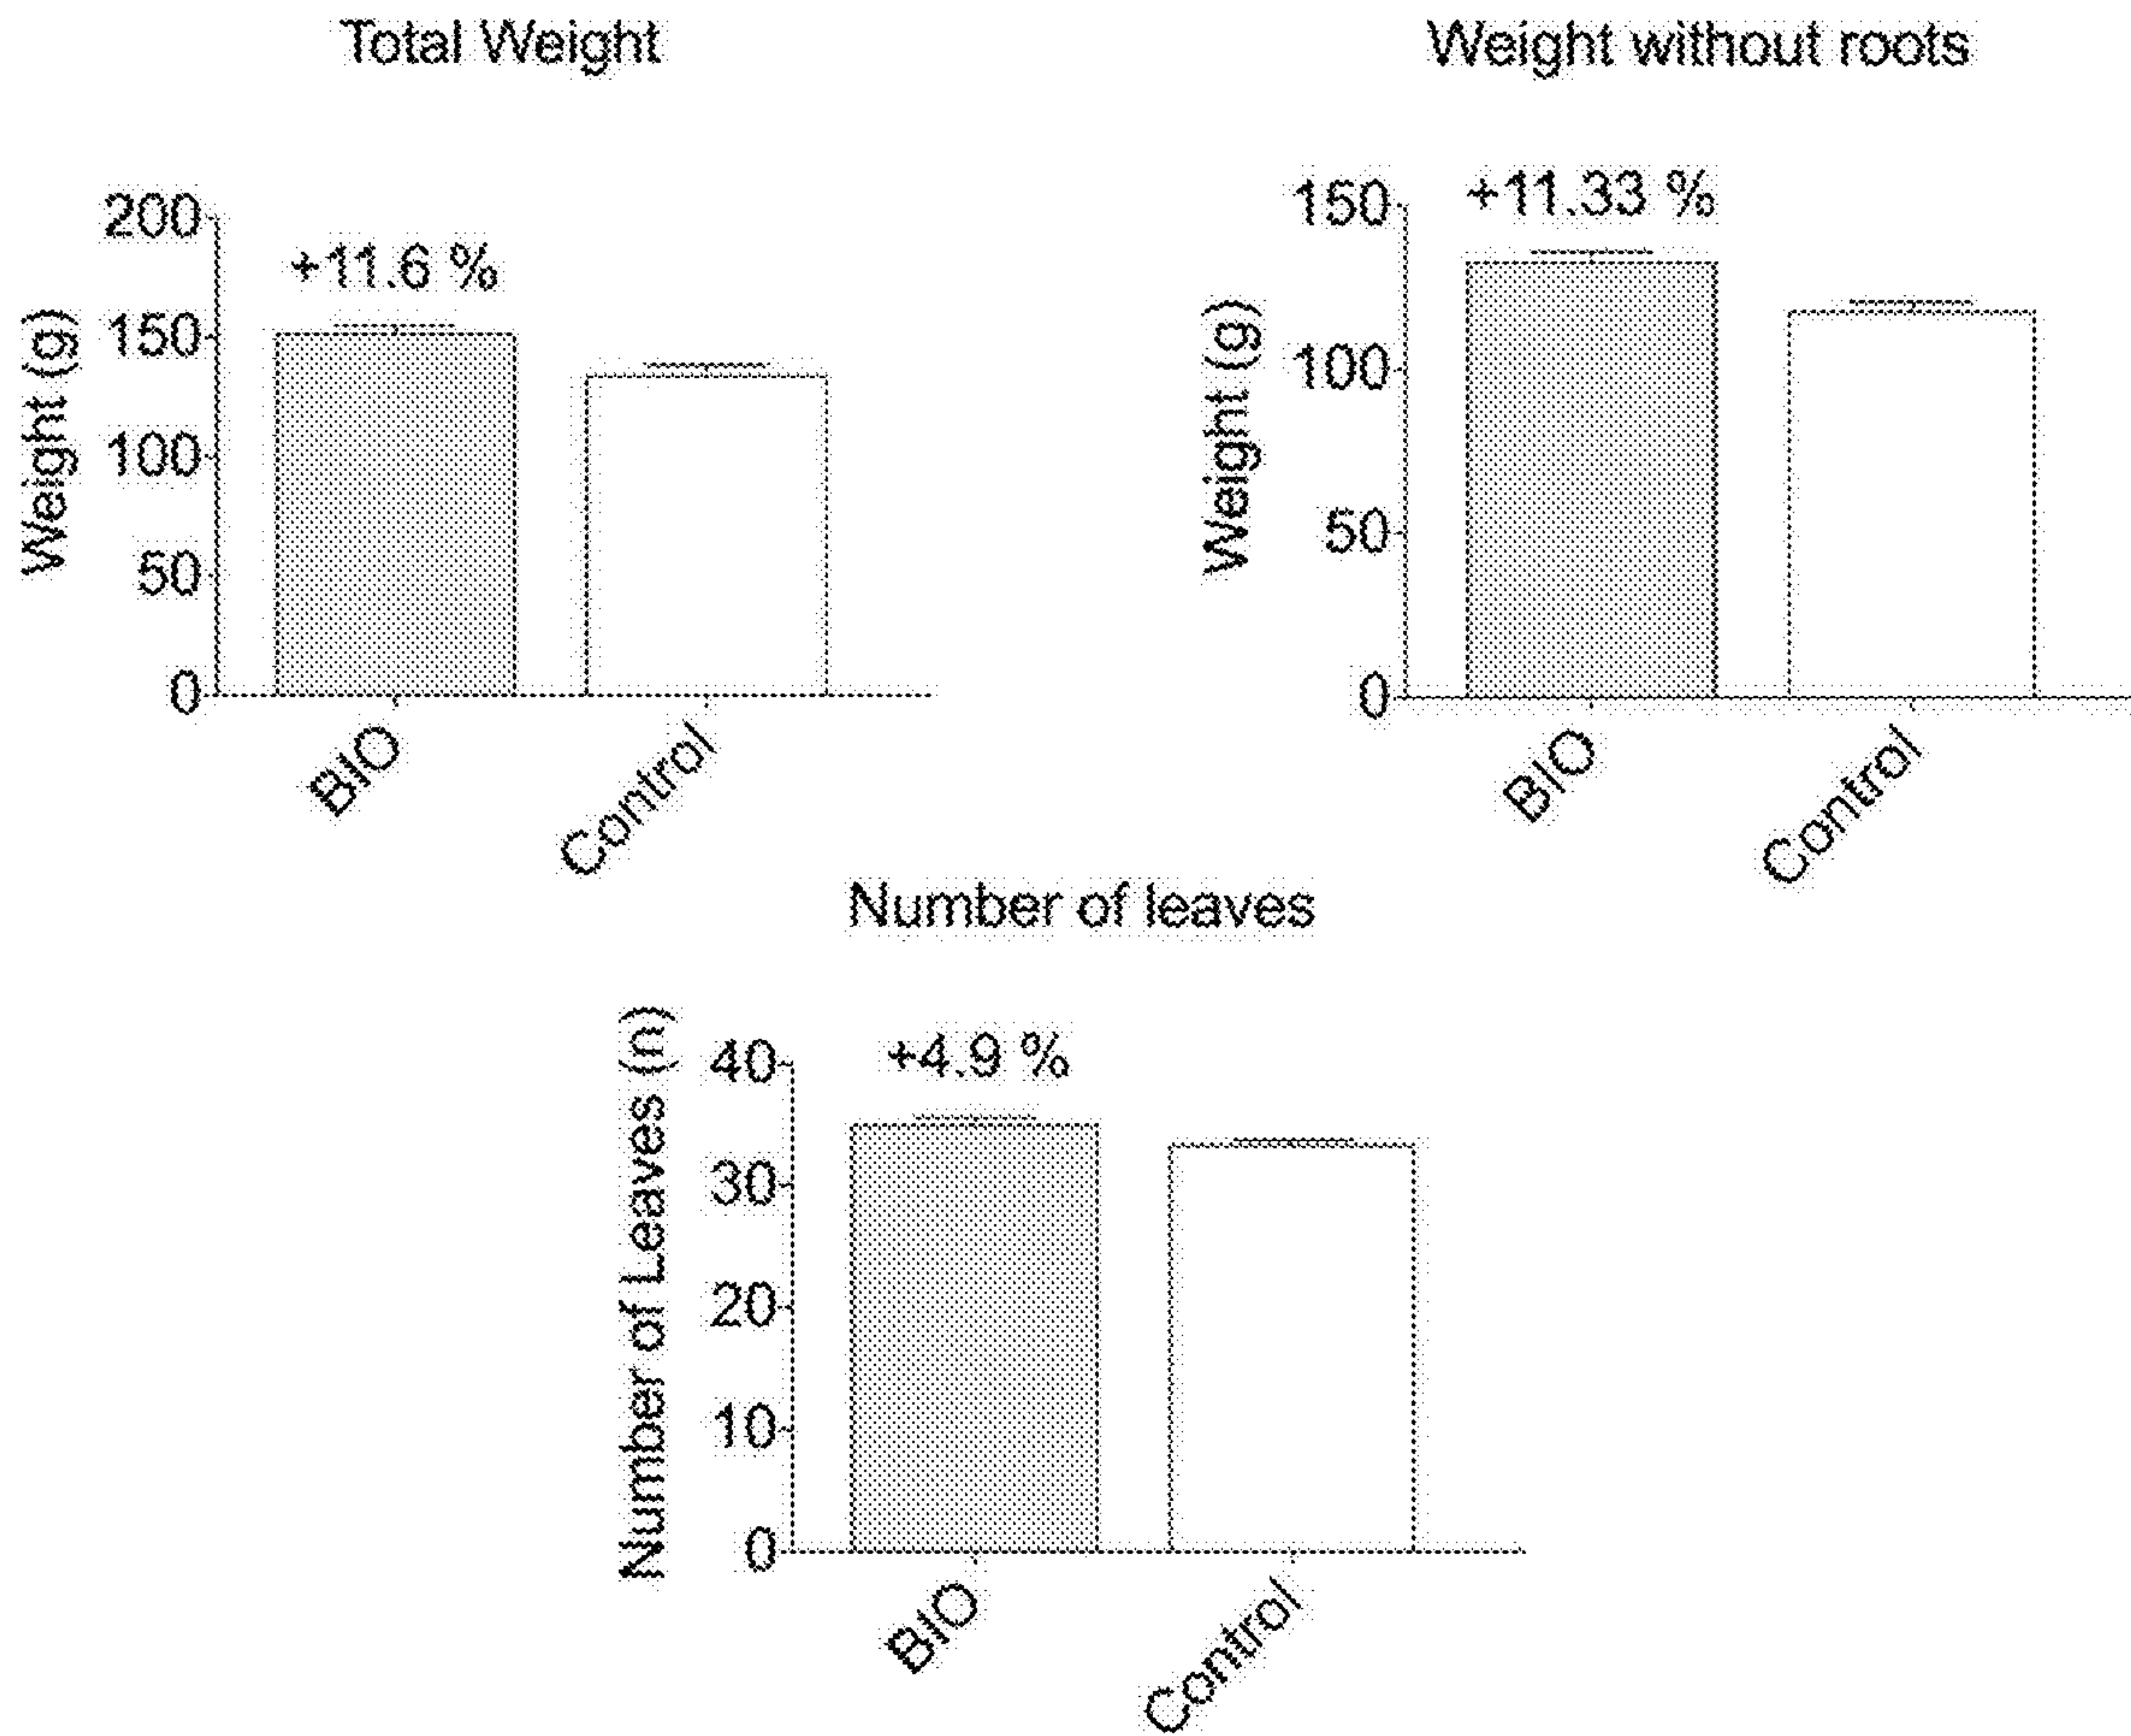 Total Weight
Weight (g)
200
150
100
50
0
+11.6 %
BIO
Control
Weight without roots
Weight (g)
150
100
50
0
+11.33 %
BIO
Control
Number of leaves
Number of Leaves (n)
40
30
20
10
0
+4.9 %
BIO
Control